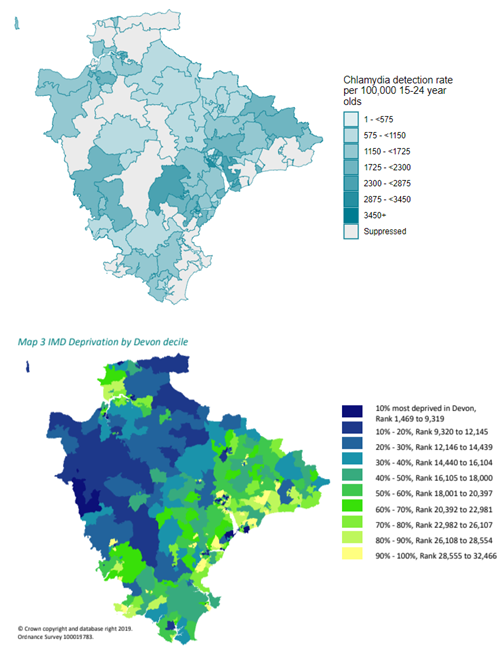 Chlamydia detection rate
per 100,000 15-24 year
olds
1 - <575
575 - <1150
1150 - <1725
1725 - <2300
2300 - <2875
2875 - <3450
3450+
Suppressed
Map 3 IMD Deprivation by Devon decile
10% most deprived in Devon,
Rank 1,469 to 9,319
10% - 20%, Rank 9,320 to 12,145
20% - 30%, Rank 12,146 to 14,439
30% - 40%, Rank 14,440 to 16,104
40% - 50%, Rank 16,105 to 18,000
50% - 60%, Rank 18,001 to 20,397
60% - 70%, Rank 20,392 to 22,981
70% - 80%, Rank 22,982 to 26,107
80% - 90%, Rank 26,108 to 28,554
90% - 100%, Rank 28,555 to 32,466
© Crown copyright and database right 2019.
Ordnance Survey 100019783.